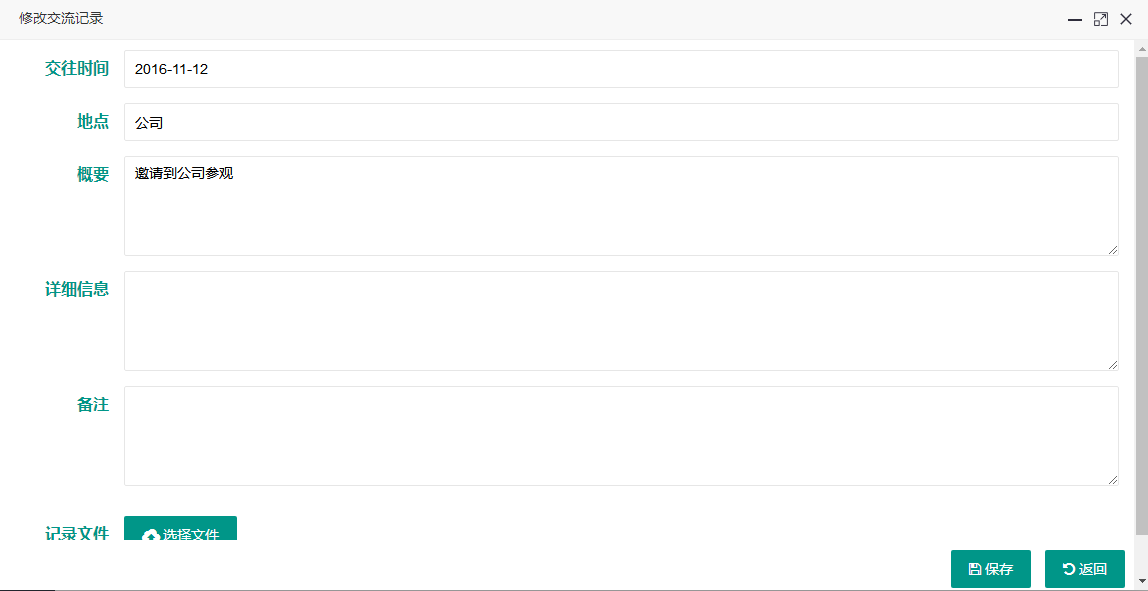 修改交流记录
交往时间
2016-11-12
地点
公司
概要
邀请到公司参观
详细信息
备注
记录文件
选择文件
保存
返回